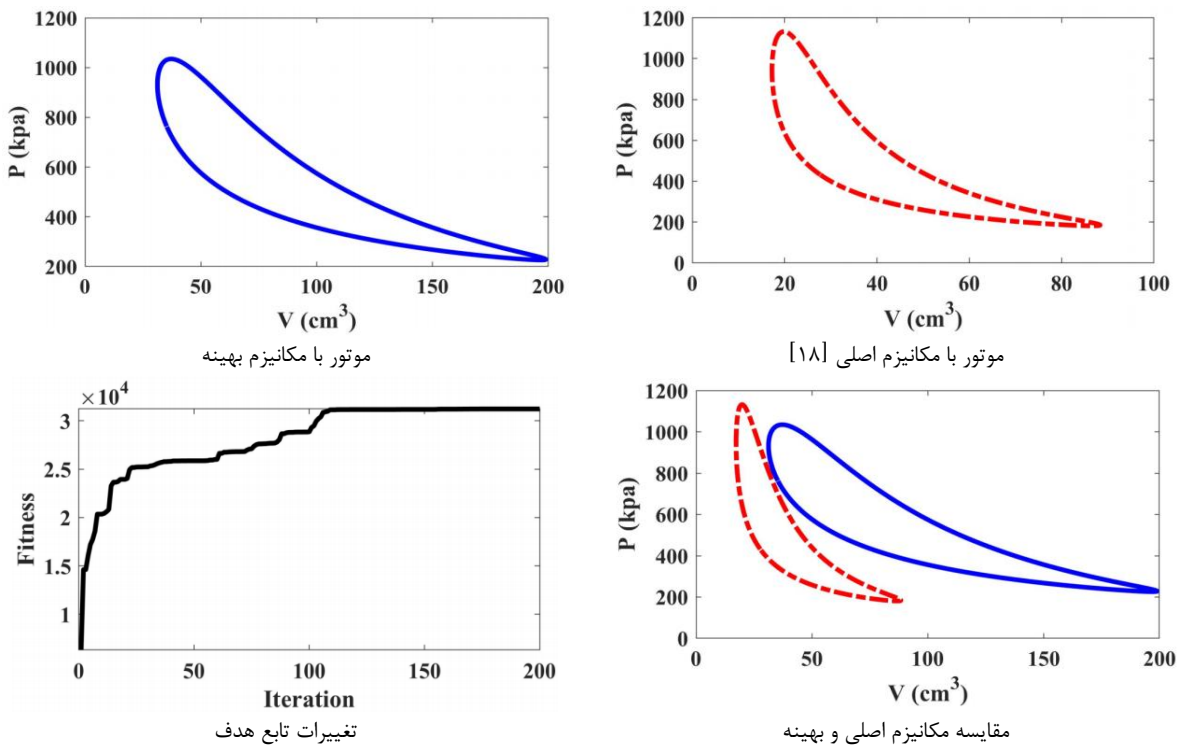 1200
1000
800
600
400
200
P (kpa)
0 50 100 150 200
V (cm³)
موتور با مکانیزم بهینه
1200
1000
800
600
400
200
0
P (kpa)
0 20 40 60 80 100
V (cm³)
موتور با مکانیزم اصلی [۱۸]
×10⁴
3
2.5
2
1.5
1
Fitness
0 50 100 150 200
Iteration
تغییرات تابع هدف
1200
1000
800
600
400
200
0
P (kpa)
0 50 100 150 200
V (cm³)
مقایسه مکانیزم اصلی و بهینه